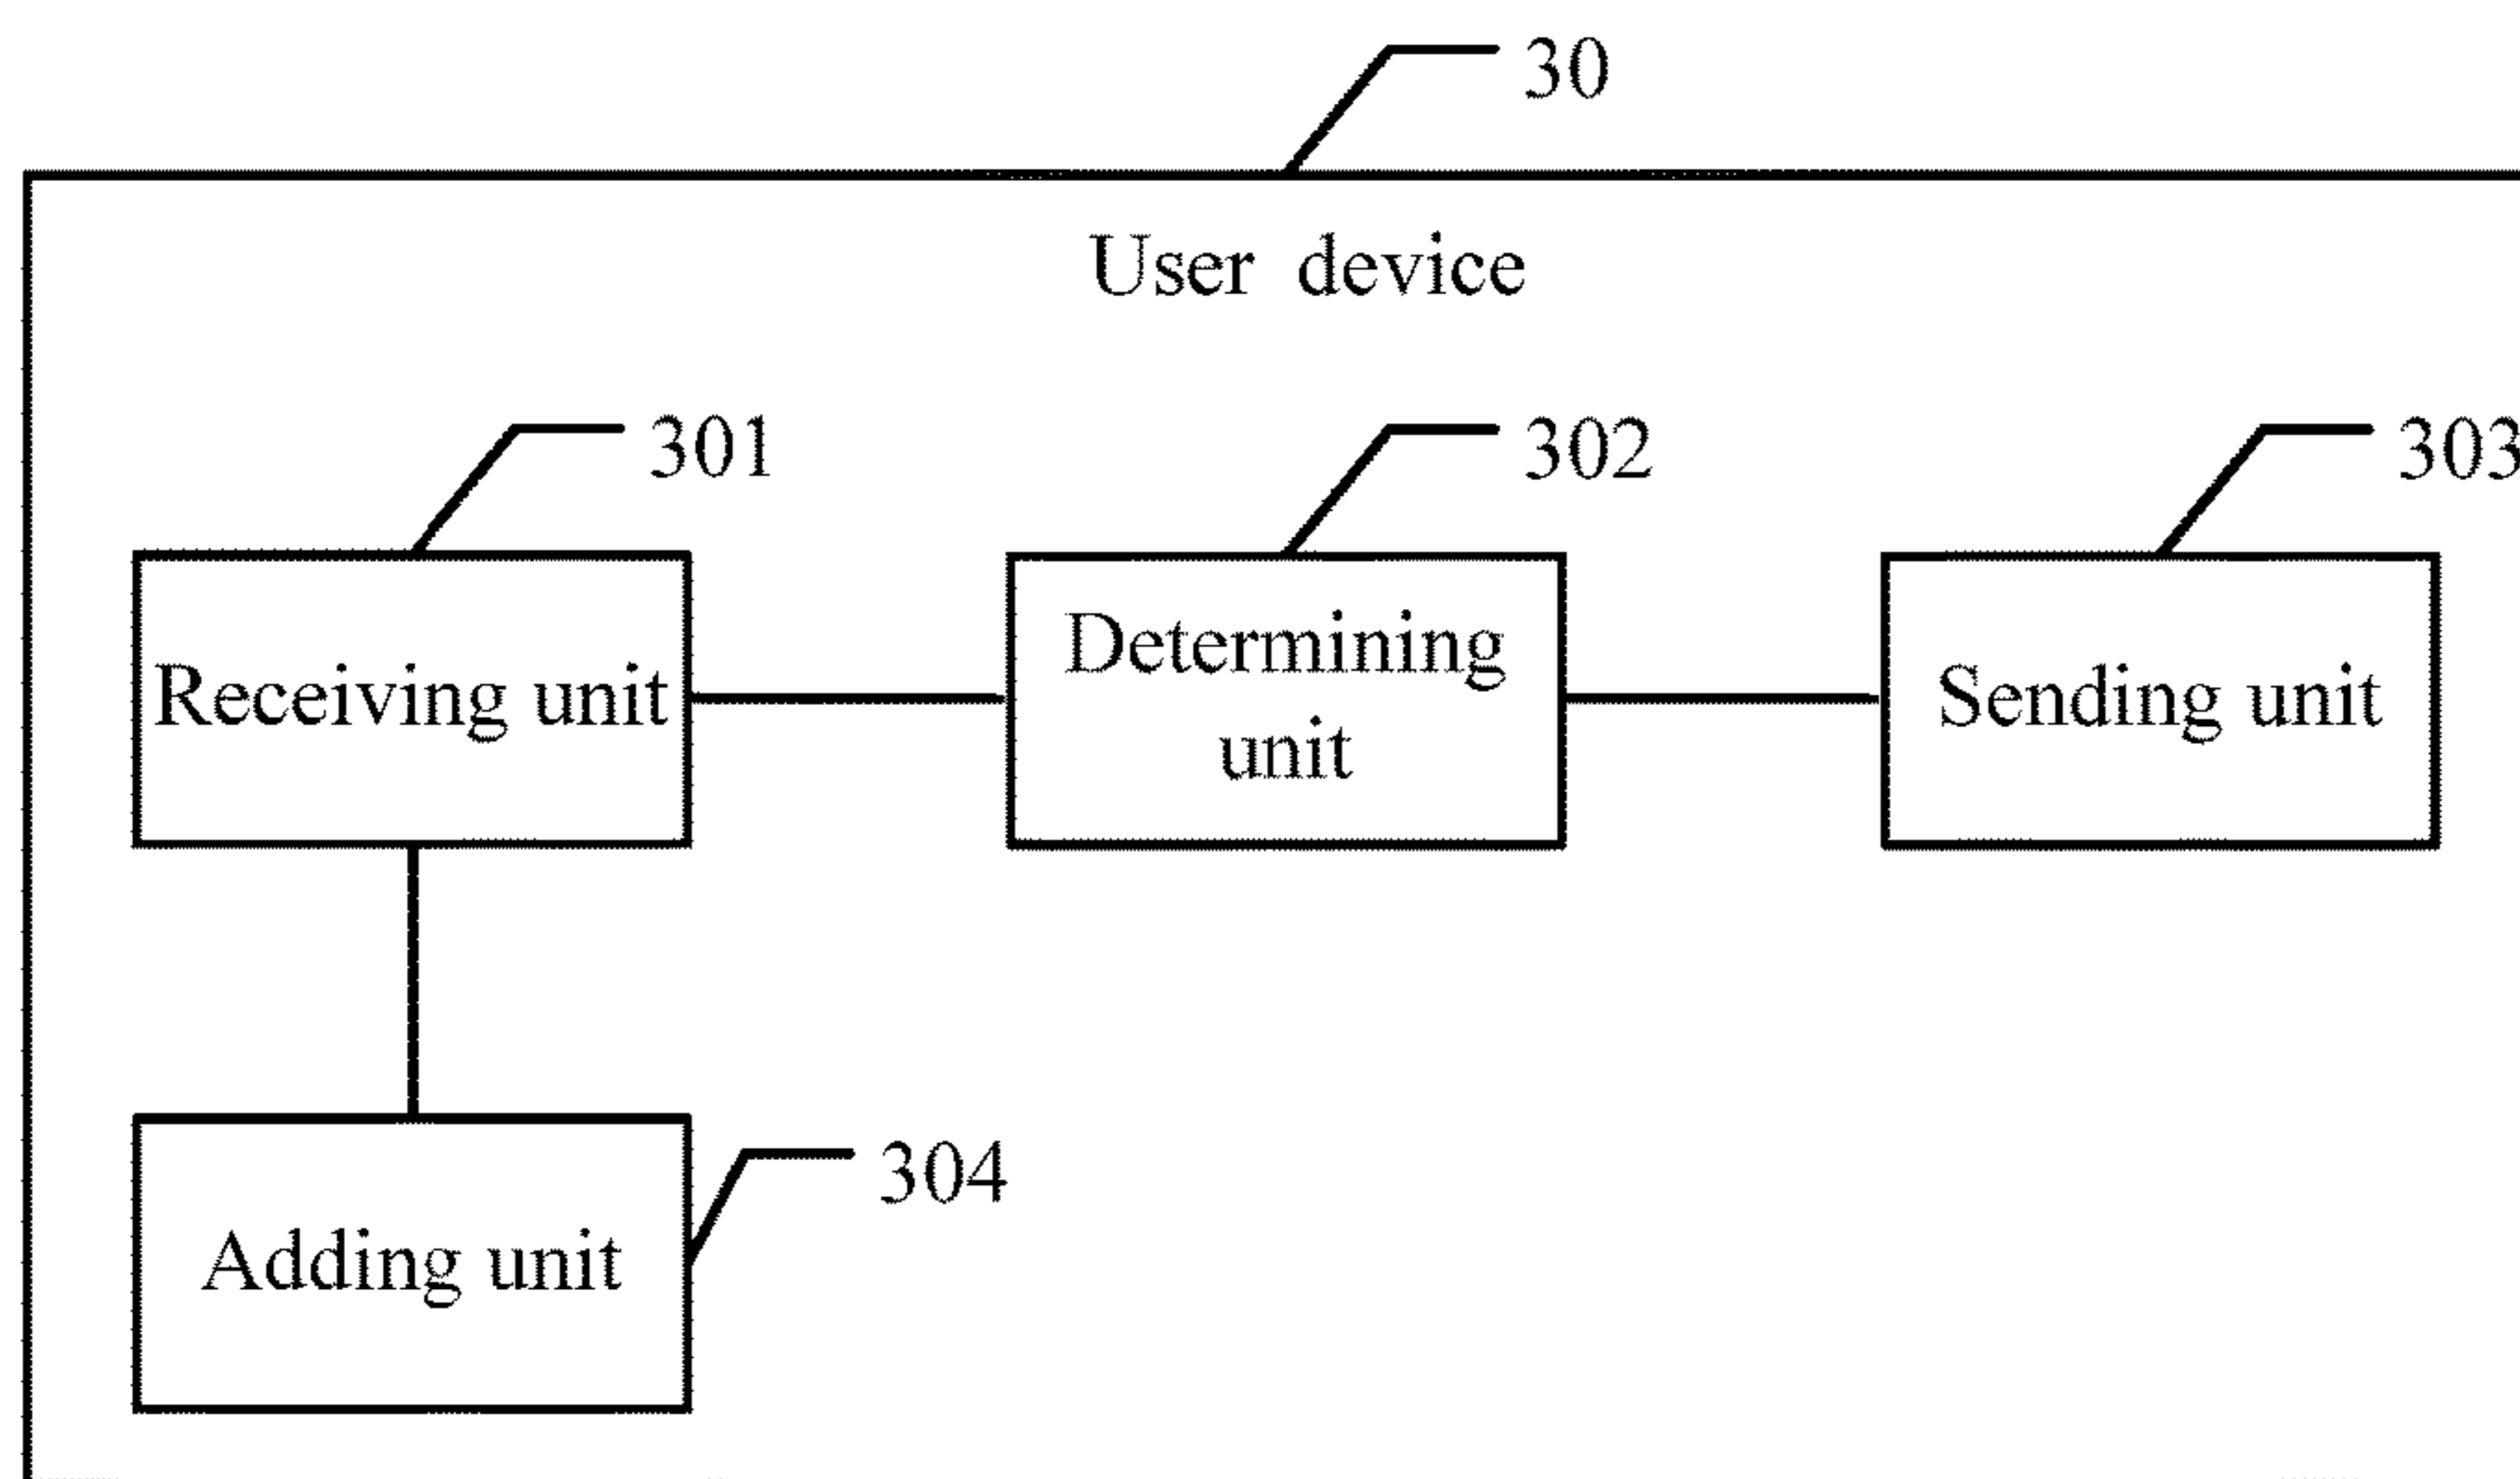 30
User device
301
302
303
Receiving unit
Determining
unit
Sending unit
304
Adding unit